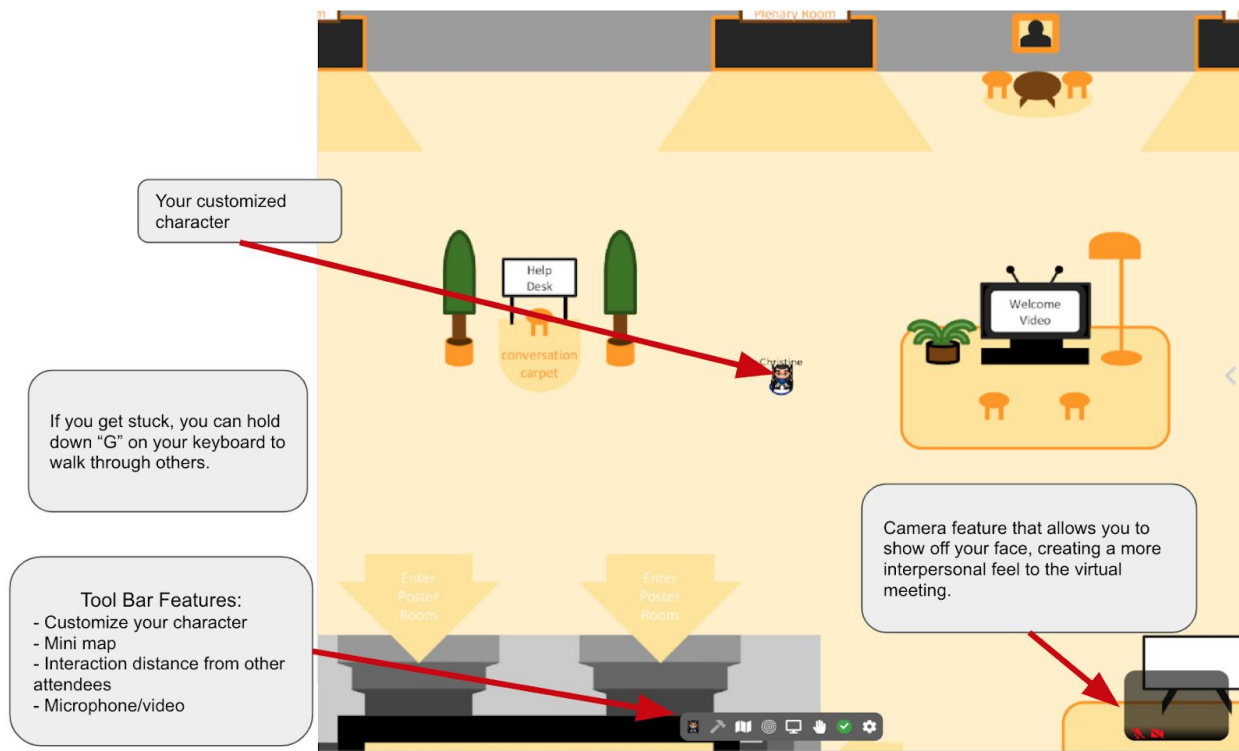 Plenary Room
Your customized
character
Help
Desk
conversation
carpet
Welcome
Video
Christine
If you get stuck, you can hold
down “G” on your keyboard to
walk through others.
Camera feature that allows you to
show off your face, creating a more
interpersonal feel to the virtual
meeting.
Enter
Poster
Room
Enter
Poster
Room
Tool Bar Features:
- Customize your character
- Mini map
- Interaction distance from other
attendees
- Microphone/video